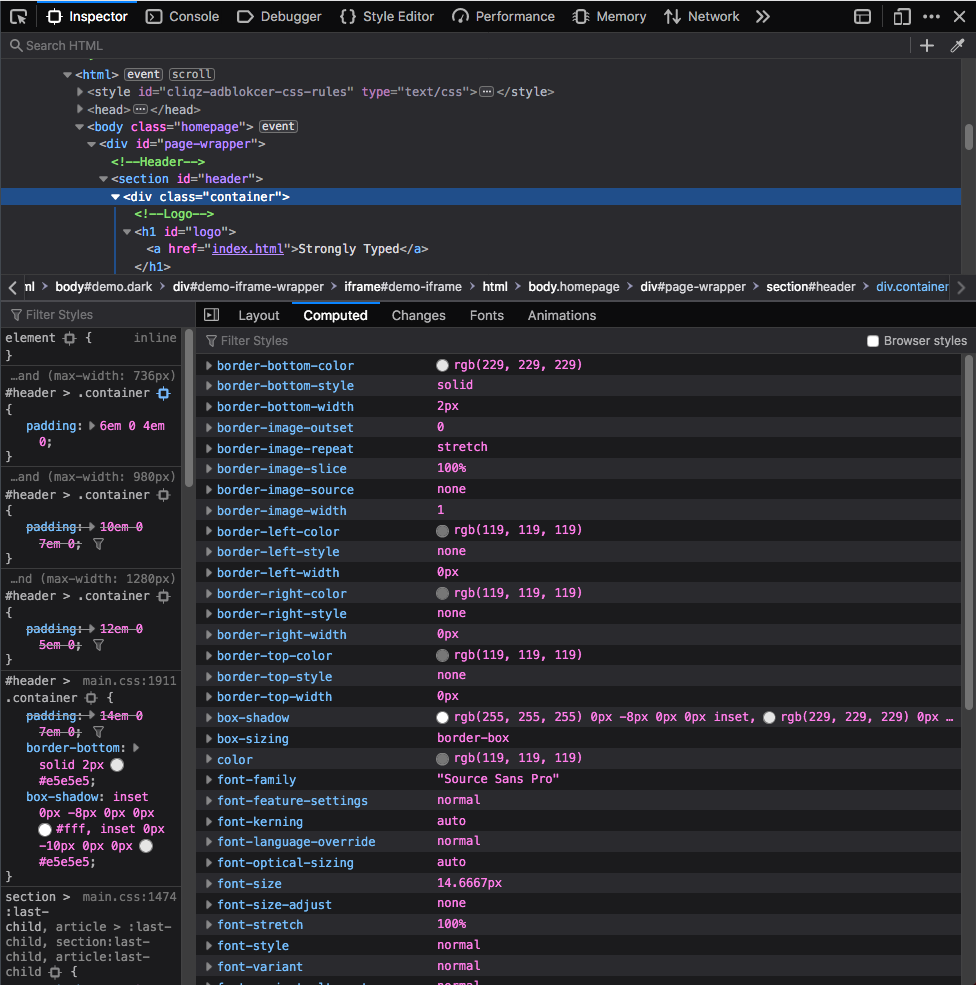 Inspector Console Debugger Style Editor Performance Memory Network
Search HTML
<html> event scroll
<style id="cliqz-adblokcer-css-rules" type="text/css"></style>
<head></head>
<body class="homepage"> event
<div id="page-wrapper">
<!--Header-->
<section id="header">
<div class="container">
<!--Logo-->
<h1 id="logo">
<a href="index.html">Strongly Typed</a>
</h1>
ml body#demo.dark div#demo-iframe-wrapper iframe#demo-iframe html body.homepage div#page-wrapper section#header div.container
Filter Styles
element { inline
}
…and (max-width: 736px)
#header > .container
{
padding: 6em 0 4em
0;
}
…and (max-width: 980px)
#header > .container
{
padding: 10em 0
7em 0;
}
…nd (max-width: 1280px)
#header > .container
{
padding: 12em 0
5em 0;
}
#header > main.css:1911
.container {
padding: 14em 0
7em 0;
border-bottom:
solid 2px
#e5e5e5;
box-shadow: inset
0px -8px 0px 0px
#fff, inset 0px
-10px 0px 0px
#e5e5e5;
}
section > main.css:1474
:last-
child, article > :last-
child, section:last-
child, article:last-
child {
Layout Computed Changes Fonts Animations
Filter Styles Browser styles
border-bottom-color rgb(229, 229, 229)
border-bottom-style solid
border-bottom-width 2px
border-image-outset 0
border-image-repeat stretch
border-image-slice 100%
border-image-source none
border-image-width 1
border-left-color rgb(119, 119, 119)
border-left-style none
border-left-width 0px
border-right-color rgb(119, 119, 119)
border-right-style none
border-right-width 0px
border-top-color rgb(119, 119, 119)
border-top-style none
border-top-width 0px
box-shadow rgb(255, 255, 255) 0px -8px 0px 0px inset, rgb(229, 229, 229) 0px …
box-sizing border-box
color rgb(119, 119, 119)
font-family "Source Sans Pro"
font-feature-settings normal
font-kerning auto
font-language-override normal
font-optical-sizing auto
font-size 14.6667px
font-size-adjust none
font-stretch 100%
font-style normal
font-variant normal